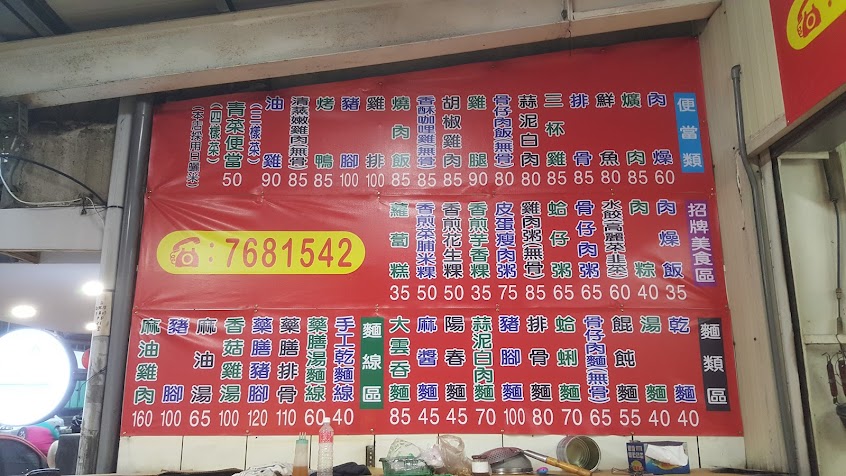 便當類
肉燥 60
爌肉 85
鮮魚 85
排骨 85
三杯雞 85
蒜泥白肉 80
骨仔肉飯無骨 80
雞腿 90
胡椒雞肉 85
香酥咖哩雞無骨 85
燒肉飯 85
雞排 100
豬腳 100
烤鴨 85
清蒸嫩雞肉無骨 85
油雞 90
(三樣菜)
青菜便當 50
(四樣菜)
招牌美食區
肉燥飯 35
肉粽 40
水餃高麗菜韭菜 60
骨仔肉粥 65
蛤仔粥 65
雞肉粥(無骨) 85
皮蛋瘦肉粥 75
香煎芋香粿 35
香煎花生粿 50
香煎菜脯米粿 50
蘿蔔糕 35
☎:7681542
麵類區
乾麵 40
湯麵 40
餛飩麵 55
骨仔肉麵無骨 65
蛤蜊麵 70
排骨麵 80
豬腳麵 100
蒜泥白肉麵 70
陽春麵 45
麻醬麵 45
大雲吞麵 85
麵線區
手工乾麵線 40
藥膳湯麵線 60
藥膳排骨 110
藥膳豬腳 120
香菇雞湯 100
麻油湯 65
豬腳 100
麻油雞肉 160